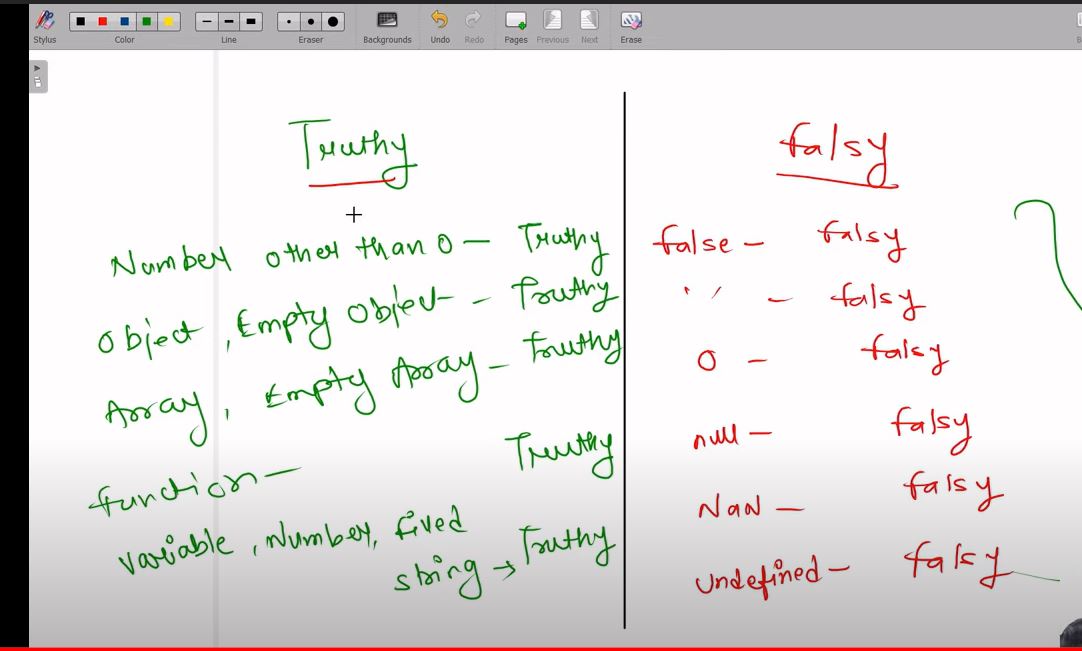 Stylus
Color
Line
Eraser
Backgrounds
Undo
Redo
Pages
Previous
Next
Erase
Truthy
Number other than 0 - Truthy
Object, Empty Object - Truthy
Array, Empty Array - Truthy
function - Truthy
variable, Number, fixed
string → Truthy
falsy
false - falsy
' ' - falsy
0 - falsy
null - falsy
NaN - falsy
undefined - falsy